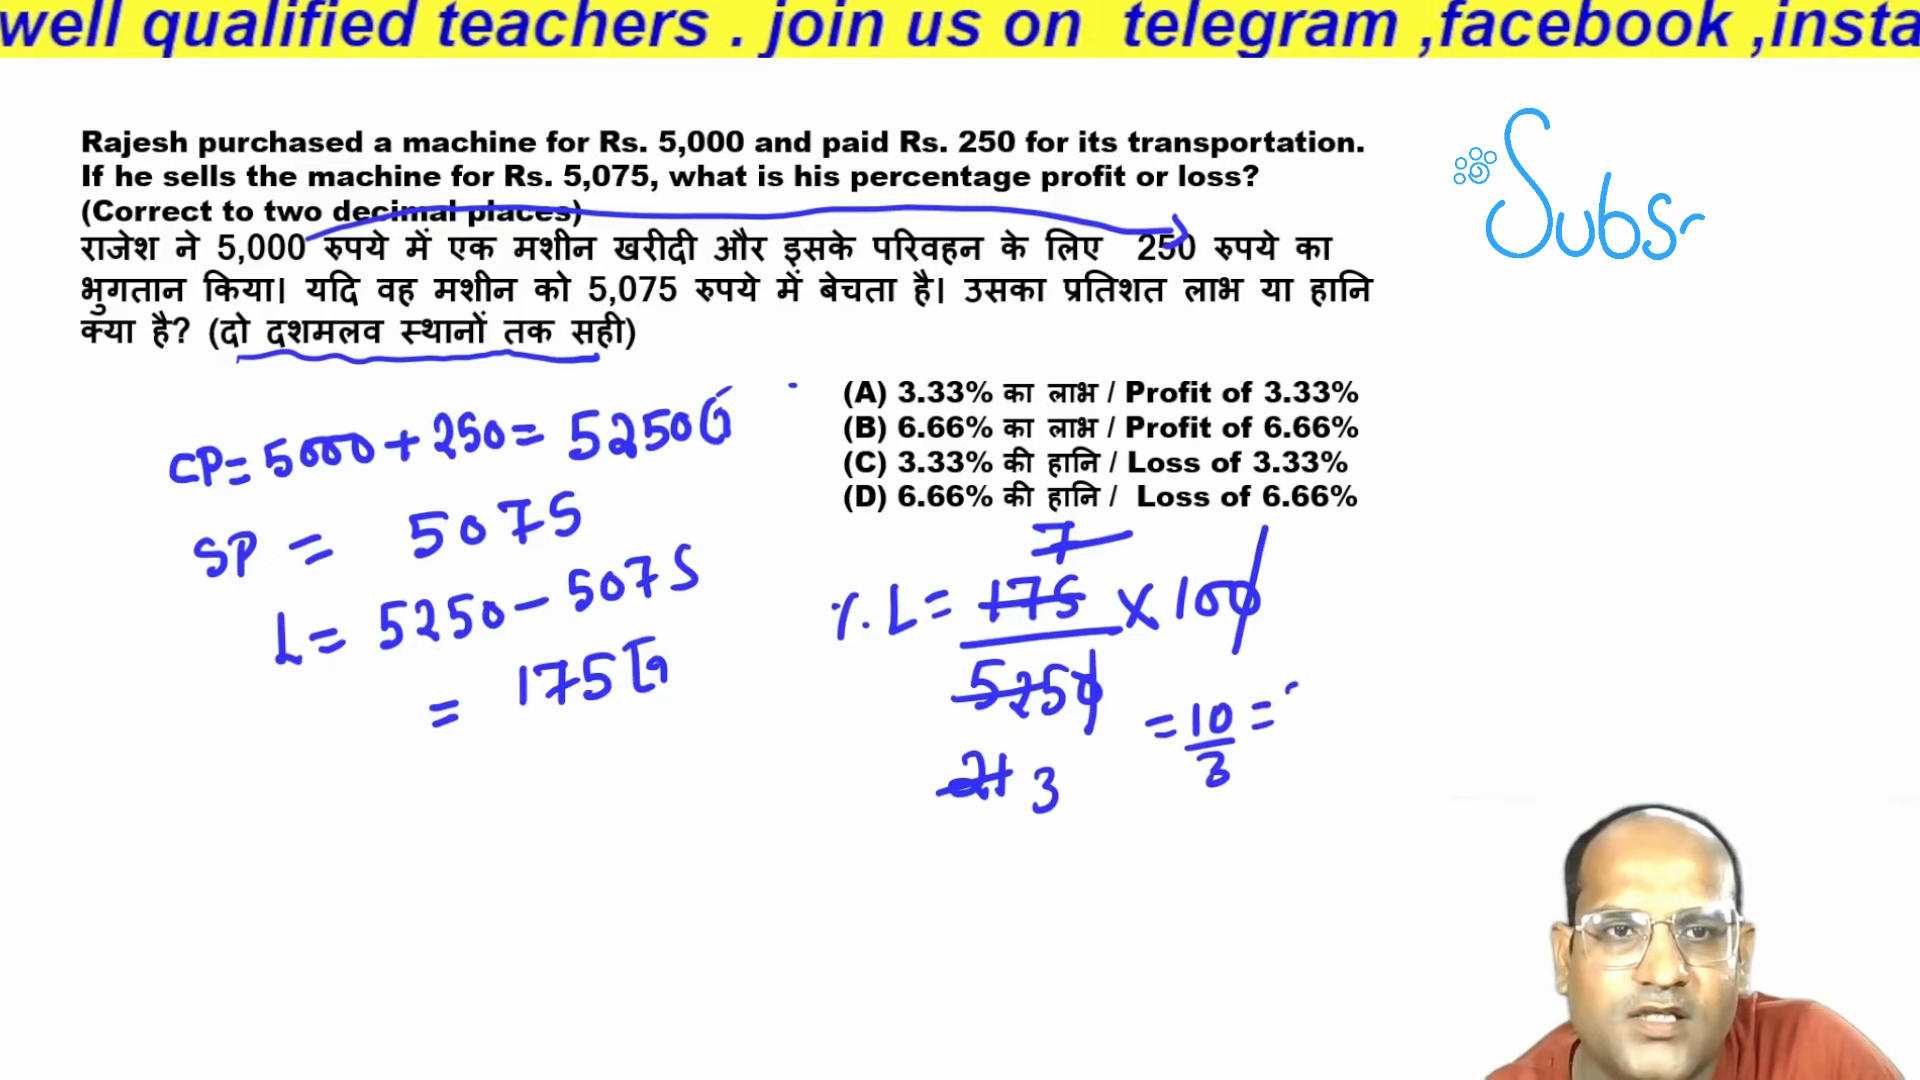 well qualified teachers . join us on telegram ,facebook ,insta
Rajesh purchased a machine for Rs. 5,000 and paid Rs. 250 for its transportation.
If he sells the machine for Rs. 5,075, what is his percentage profit or loss?
(Correct to two decimal places)
राजेश ने 5,000 रुपये में एक मशीन खरीदी और इसके परिवहन के लिए 250 रुपये का
भुगतान किया। यदि वह मशीन को 5,075 रुपये में बेचता है। उसका प्रतिशत लाभ या हानि
क्या है? (दो दशमलव स्थानों तक सही)
Subsr
(A) 3.33% का लाभ / Profit of 3.33%
(B) 6.66% का लाभ / Profit of 6.66%
(C) 3.33% की हानि / Loss of 3.33%
(D) 6.66% की हानि / Loss of 6.66%
CP= 5000 + 250 = 5250
SP = 5075
L = 5250 - 5075
= 175
7
% L = 175 × 100
5250
21 3
= 10 =
3